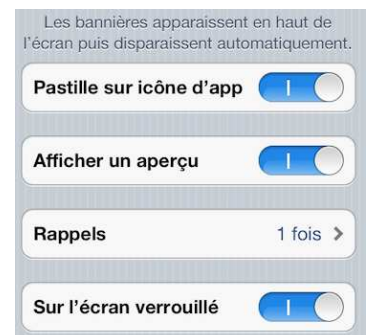 Les bannières apparaissent en haut de
l'écran puis disparaissent automatiquement.
Pastille sur icône d'app
Afficher un aperçu
Rappels 1 fois >
Sur l'écran verrouillé